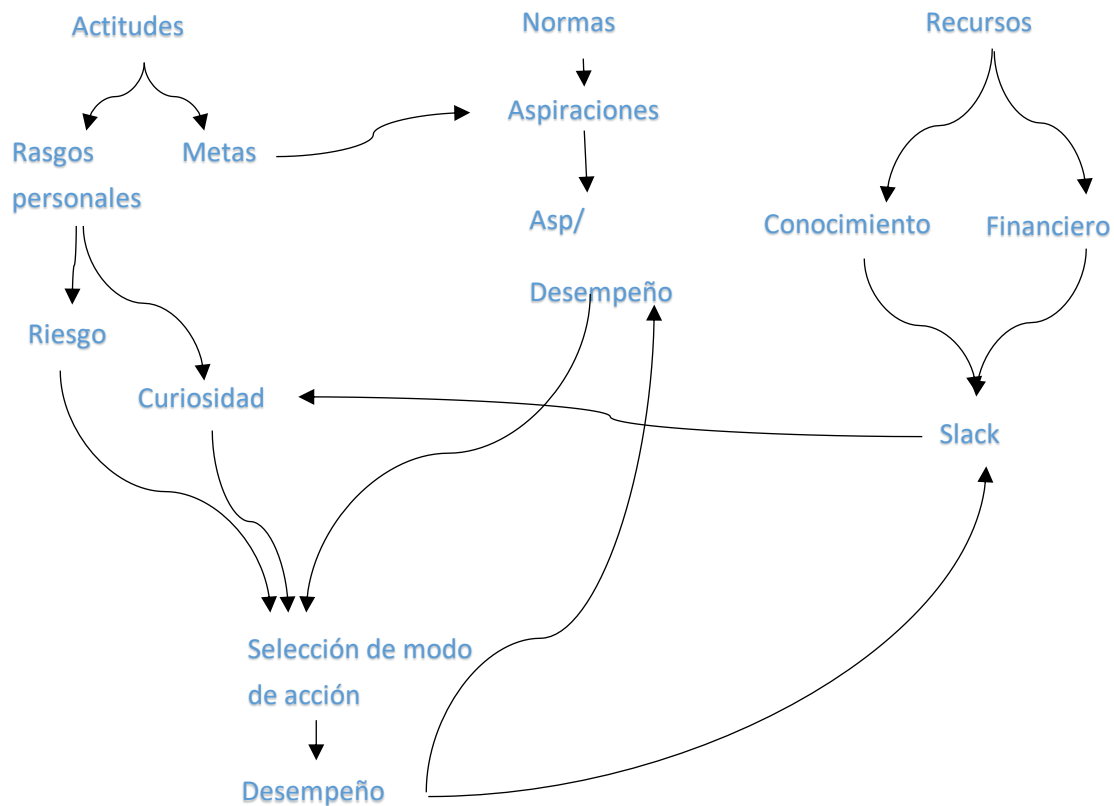 Actitudes
Normas
Recursos
Aspiraciones
Rasgos
personales
Metas
Asp/
Desempeño
Conocimiento
Financiero
Riesgo
Curiosidad
Slack
Selección de modo
de acción
Desempeño